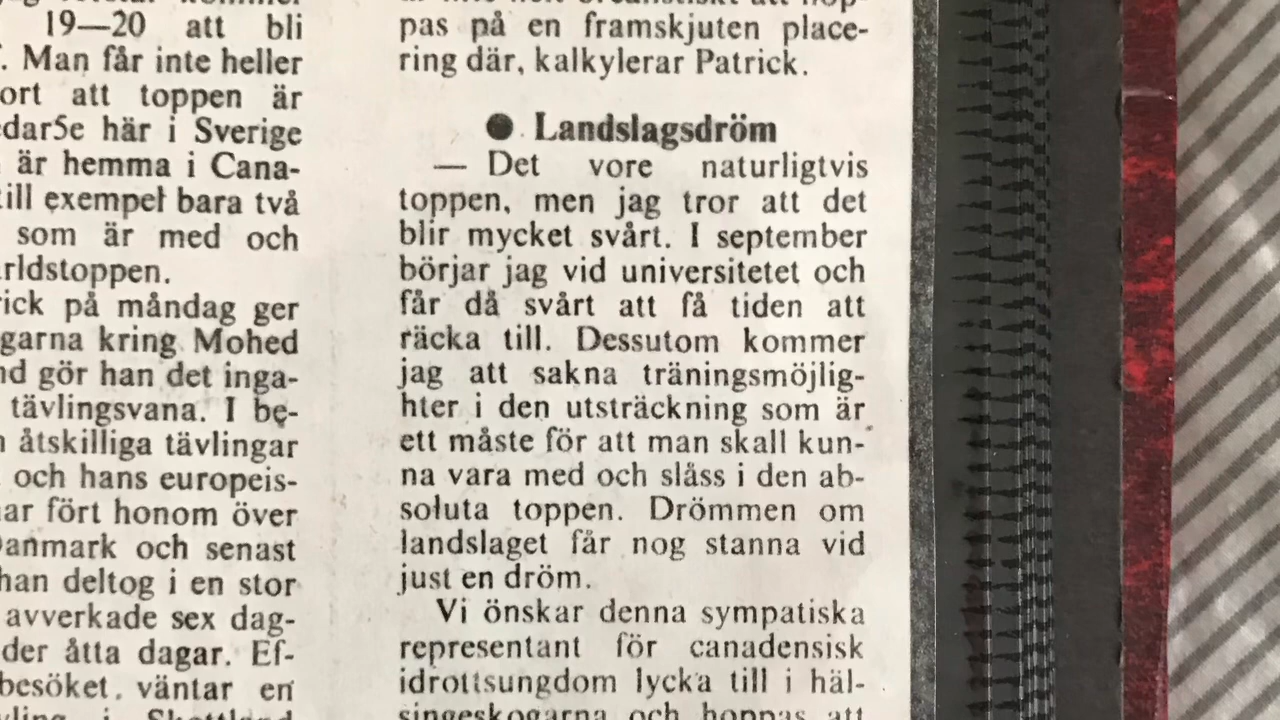 19—20 att bli
. Man får inte heller
ort att toppen är
dar5e här i Sverige
är hemma i Cana-
till exempel bara två
som är med och
rldstoppen.
rick på måndag ger
garna kring Mohed
nd gör han det inga-
tävlingsvana. I be-
åtskilliga tävlingar
och hans europeis-
ar fört honom över
Danmark och senast
han deltog i en stor
avverkade sex dag-
der åtta dagar. Ef-
besöket, väntar en
pas på en framskjuten place-
ring där, kalkylerar Patrick.
● Landslagsdröm
— Det vore naturligtvis
toppen, men jag tror att det
blir mycket svårt. I september
börjar jag vid universitetet och
får då svårt att få tiden att
räcka till. Dessutom kommer
jag att sakna träningsmöjlig-
hter i den utsträckning som är
ett måste för att man skall kun-
na vara med och slåss i den ab-
soluta toppen. Drömmen om
landslaget får nog stanna vid
just en dröm.
Vi önskar denna sympatiska
representant för canadensisk
idrottsungdom lycka till i häl-
singeskogarna och hoppas att